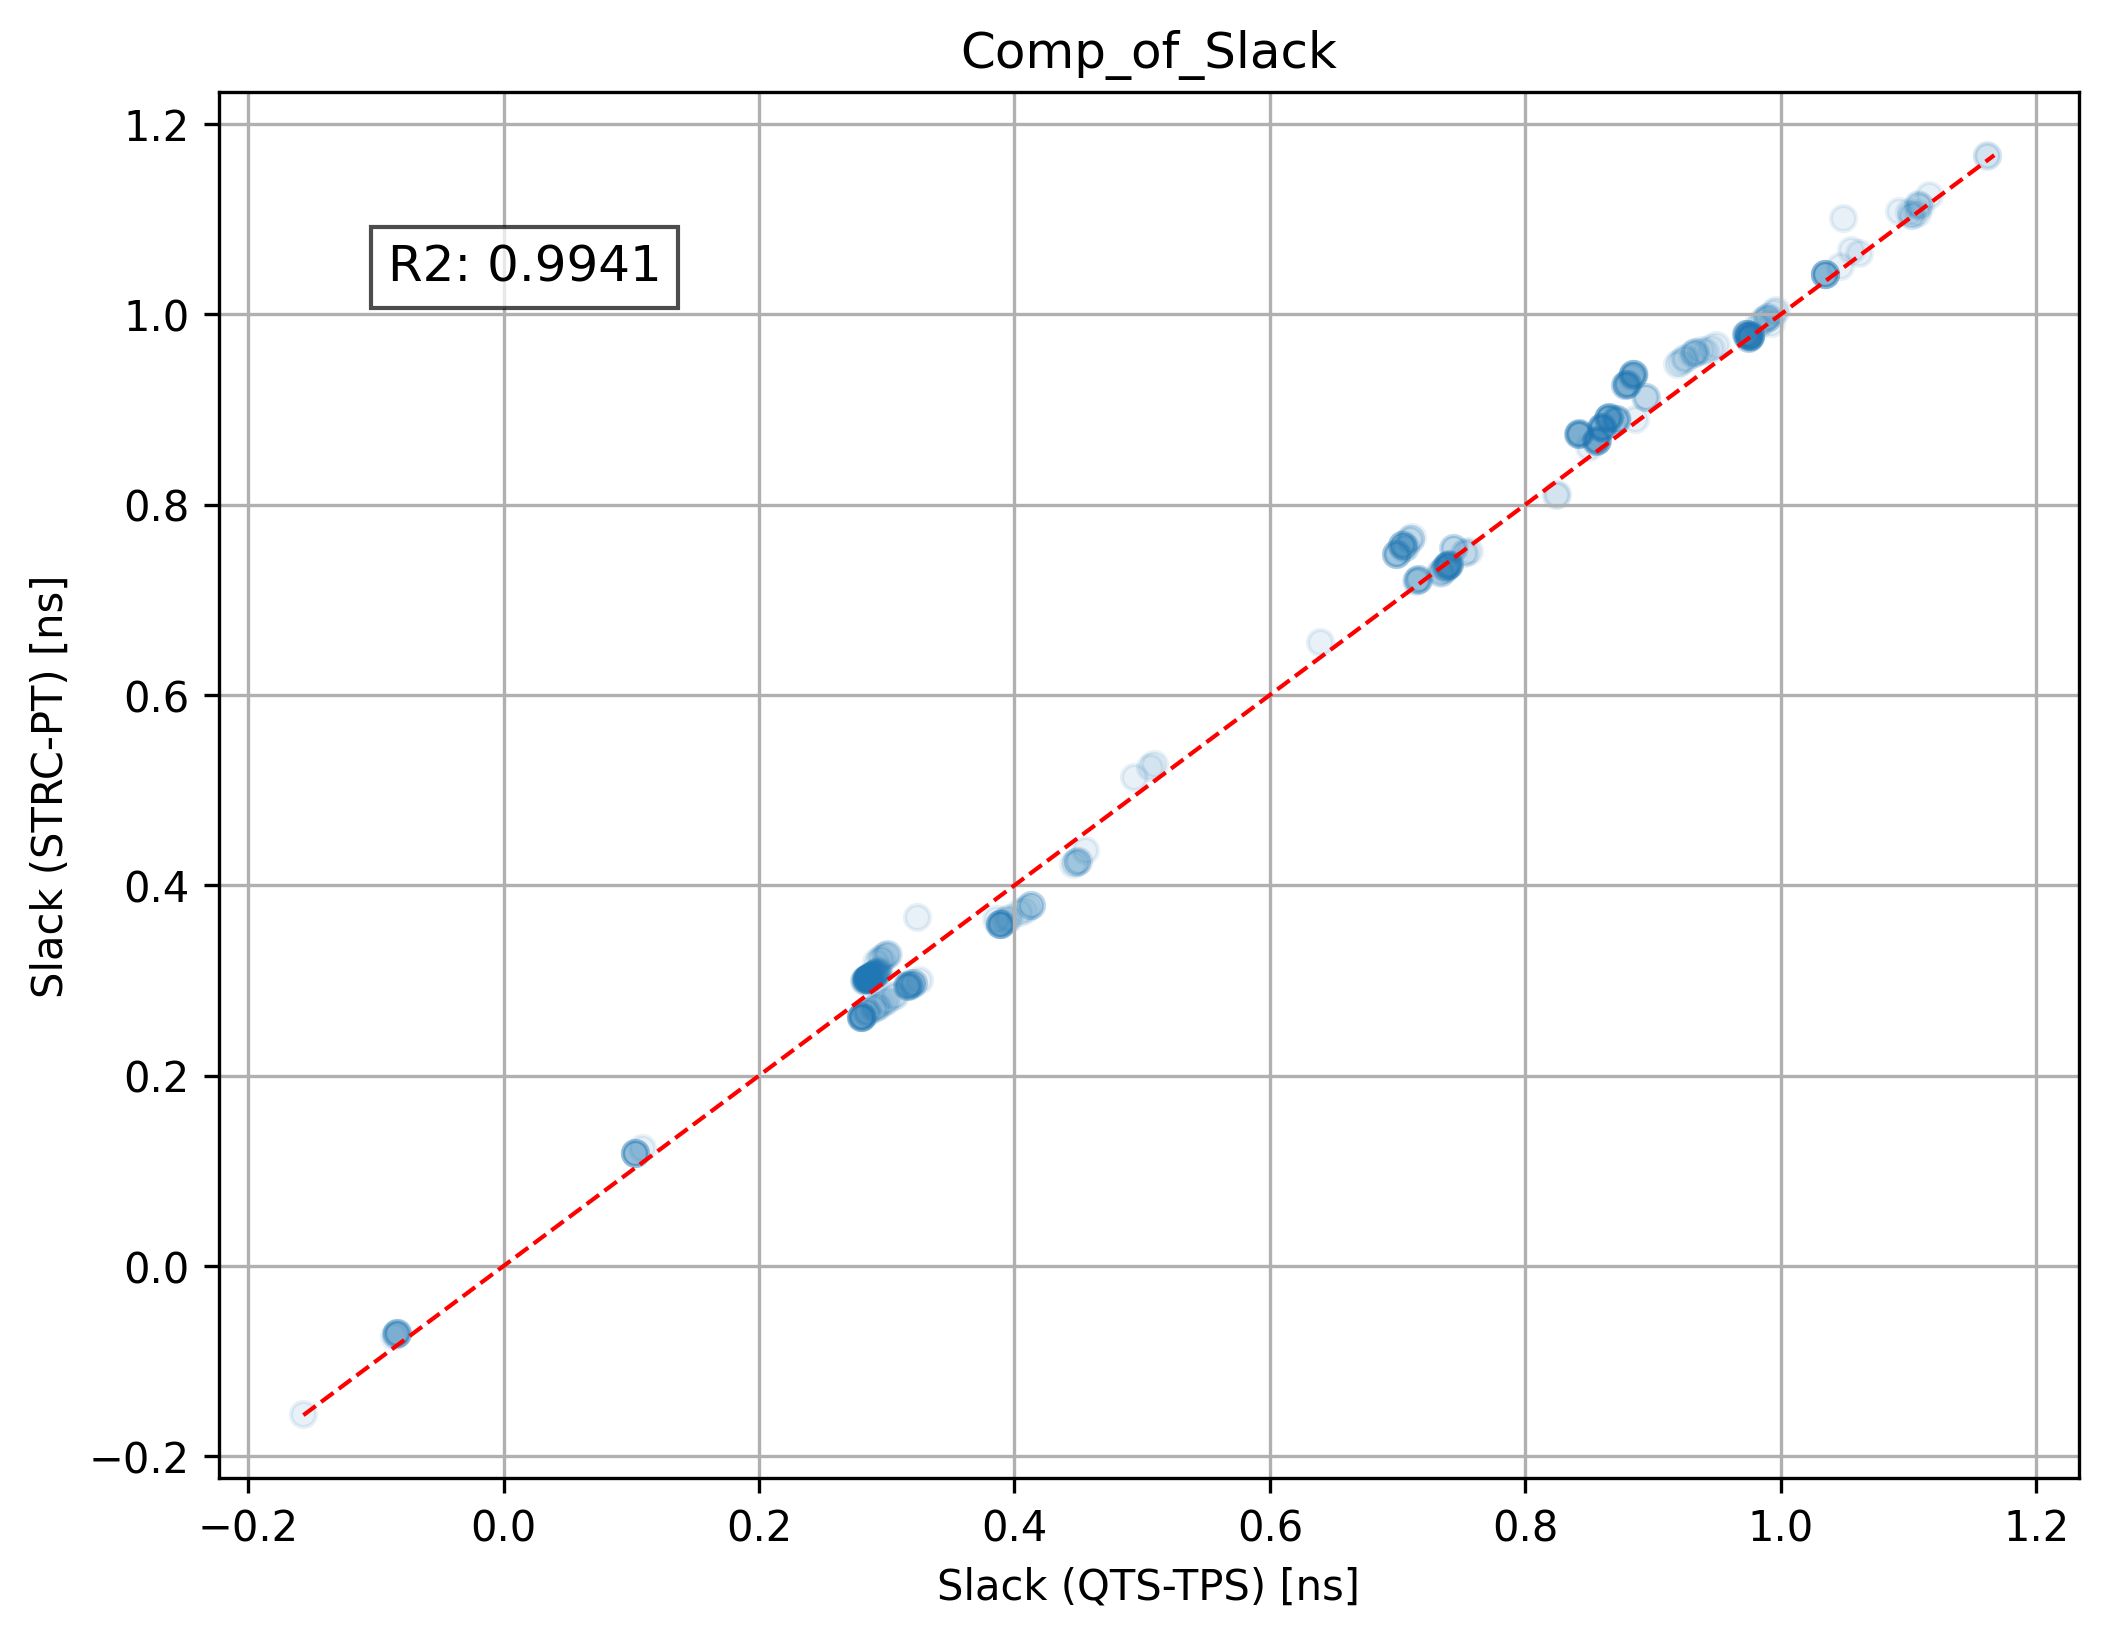 Comp_of_Slack
R2: 0.9941
1.2
1.0
0.8
0.6
0.4
0.2
0.0
−0.2
Slack (STRC-PT) [ns]
−0.2 0.0 0.2 0.4 0.6 0.8 1.0 1.2
Slack (QTS-TPS) [ns]